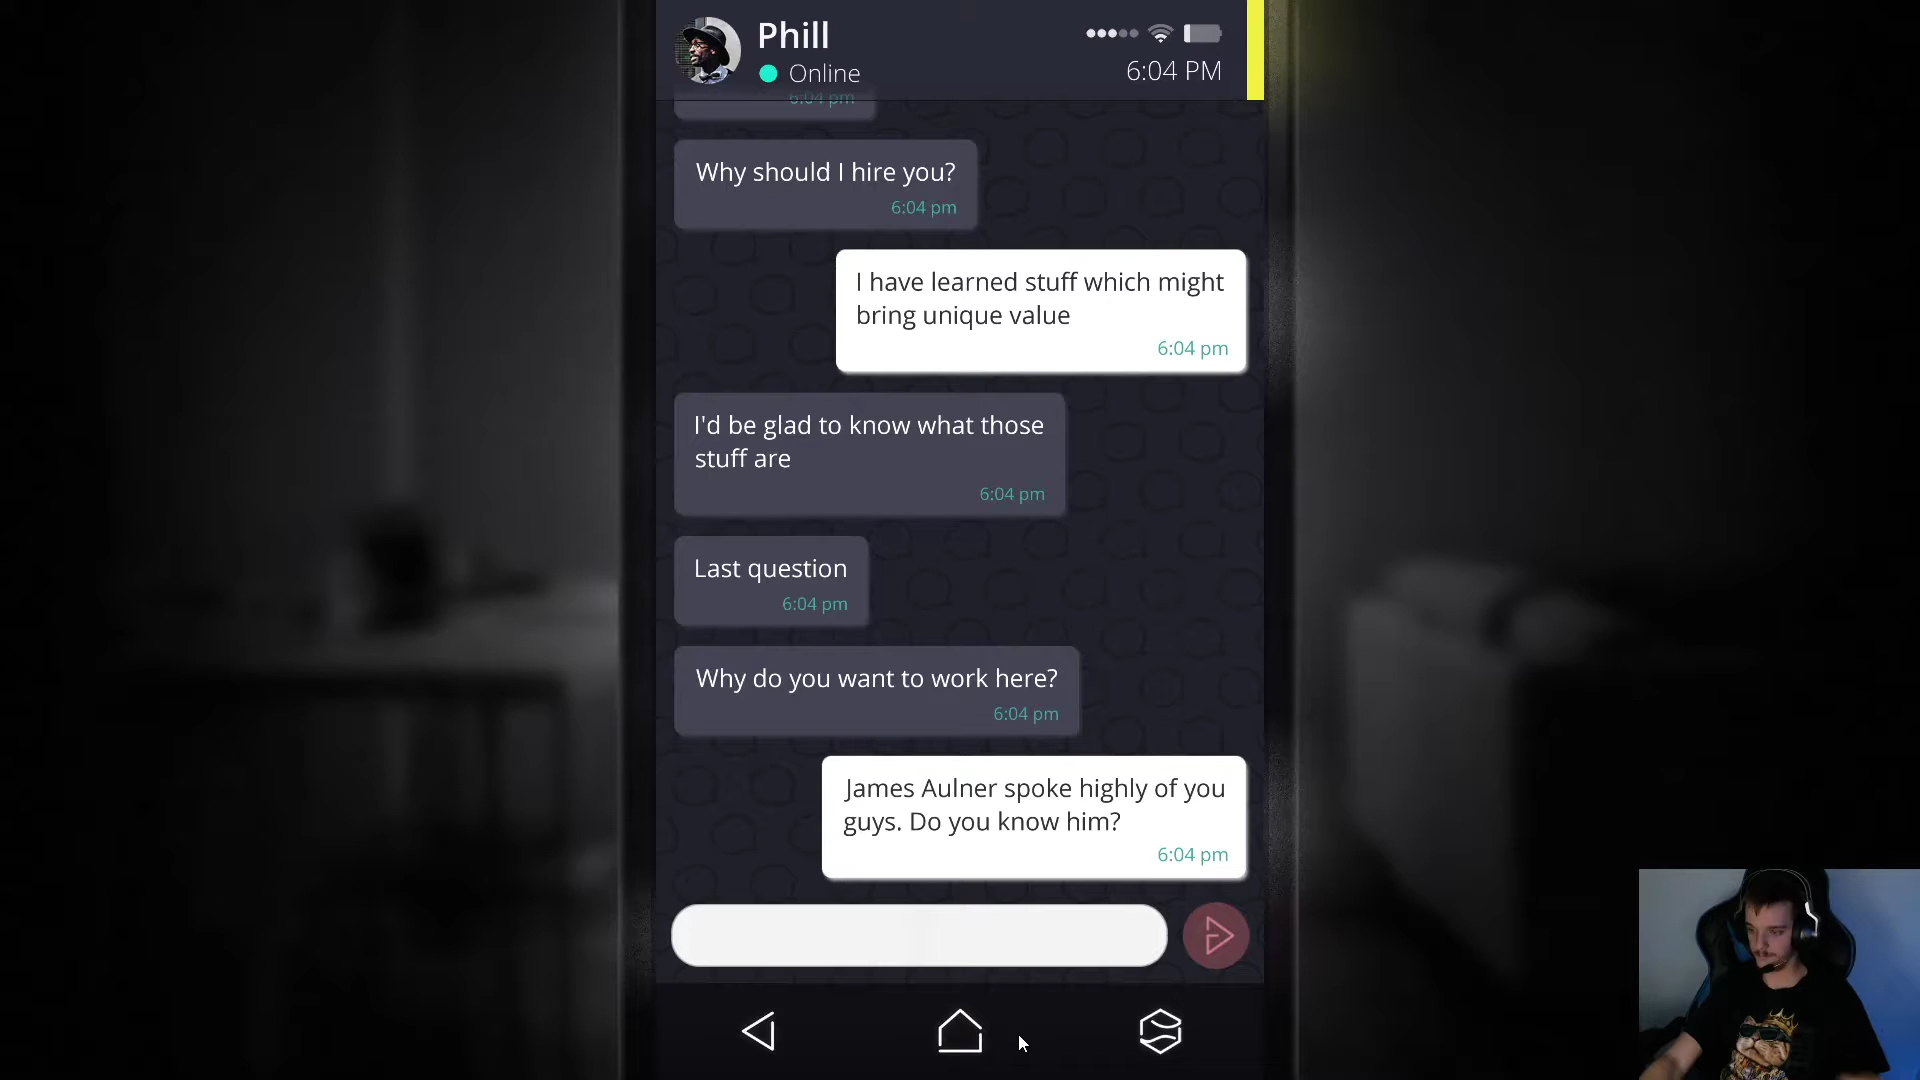 Phill
Online
6:04 PM
6:04 pm
Why should I hire you?
6:04 pm
I have learned stuff which might
bring unique value
6:04 pm
I'd be glad to know what those
stuff are
6:04 pm
Last question
6:04 pm
Why do you want to work here?
6:04 pm
James Aulner spoke highly of you
guys. Do you know him?
6:04 pm